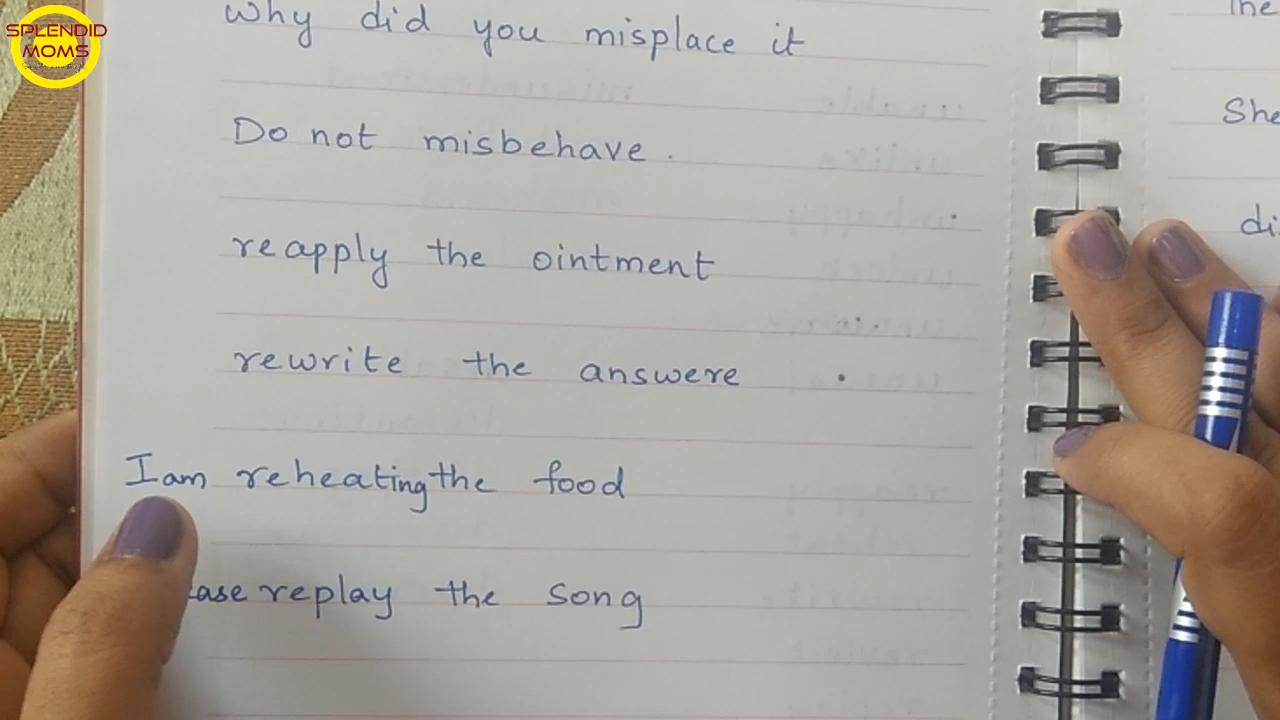 SPLENDID
MOMS
why did you misplace it
Do not misbehave.
reapply the ointment
rewrite the answere
I am reheating the food
replay the song
The
She